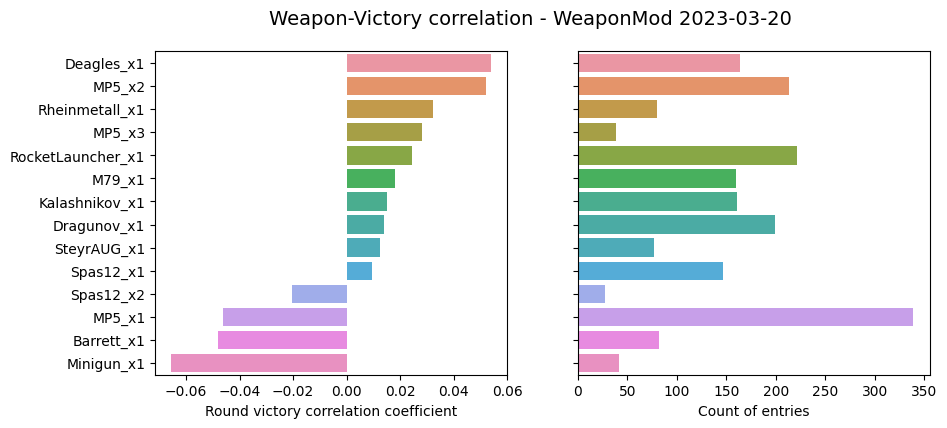 Weapon-Victory correlation - WeaponMod 2023-03-20
Deagles_x1
MP5_x2
Rheinmetall_x1
MP5_x3
RocketLauncher_x1
M79_x1
Kalashnikov_x1
Dragunov_x1
SteyrAUG_x1
Spas12_x1
Spas12_x2
MP5_x1
Barrett_x1
Minigun_x1
−0.06 −0.04 −0.02 0.00 0.02 0.04 0.06
Round victory correlation coefficient
0 50 100 150 200 250 300 350
Count of entries